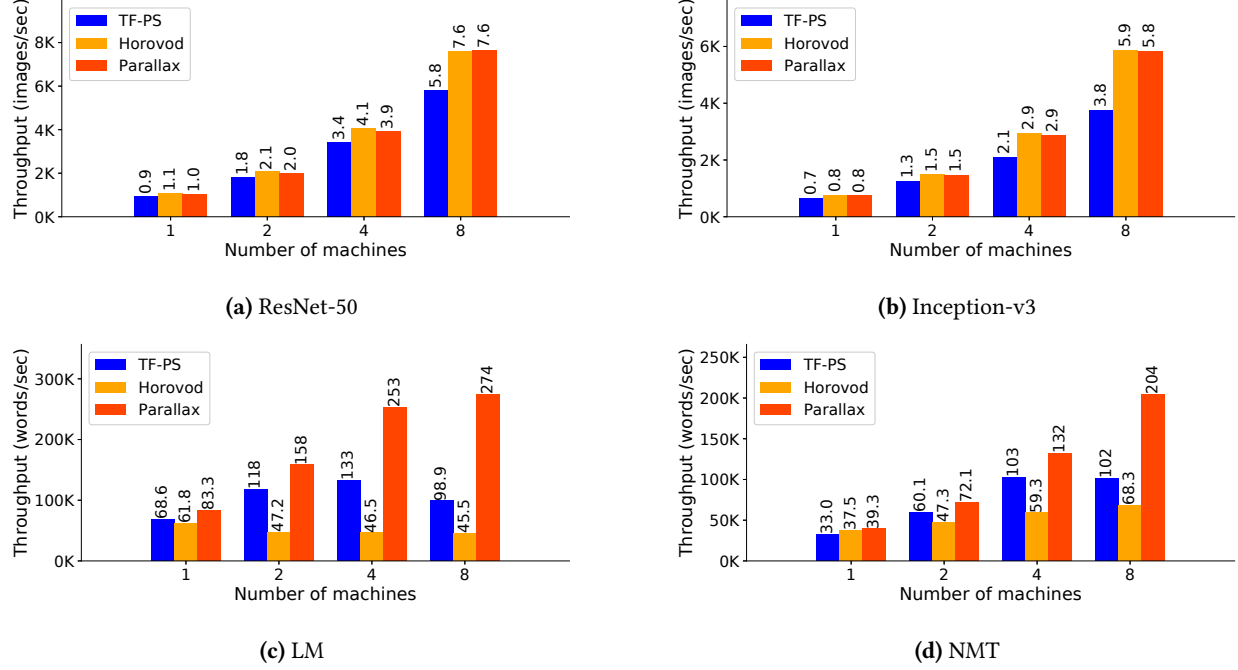 TF-PS
Horovod
Parallax
Throughput (images/sec)
8K
6K
4K
2K
0K
0.9
1.1
1.0
1.8
2.1
2.0
3.4
4.1
3.9
5.8
7.6
7.6
1 2 4 8
Number of machines
(a) ResNet-50
TF-PS
Horovod
Parallax
Throughput (images/sec)
6K
4K
2K
0K
0.7
0.8
0.8
1.3
1.5
1.5
2.1
2.9
2.9
3.8
5.9
5.8
1 2 4 8
Number of machines
(b) Inception-v3
TF-PS
Horovod
Parallax
Throughput (words/sec)
300K
200K
100K
0K
68.6
61.8
83.3
118
47.2
158
133
46.5
253
98.9
45.5
274
1 2 4 8
Number of machines
(c) LM
TF-PS
Horovod
Parallax
Throughput (words/sec)
250K
200K
150K
100K
50K
0K
33.0
37.5
39.3
60.1
47.3
72.1
103
59.3
132
102
68.3
204
1 2 4 8
Number of machines
(d) NMT